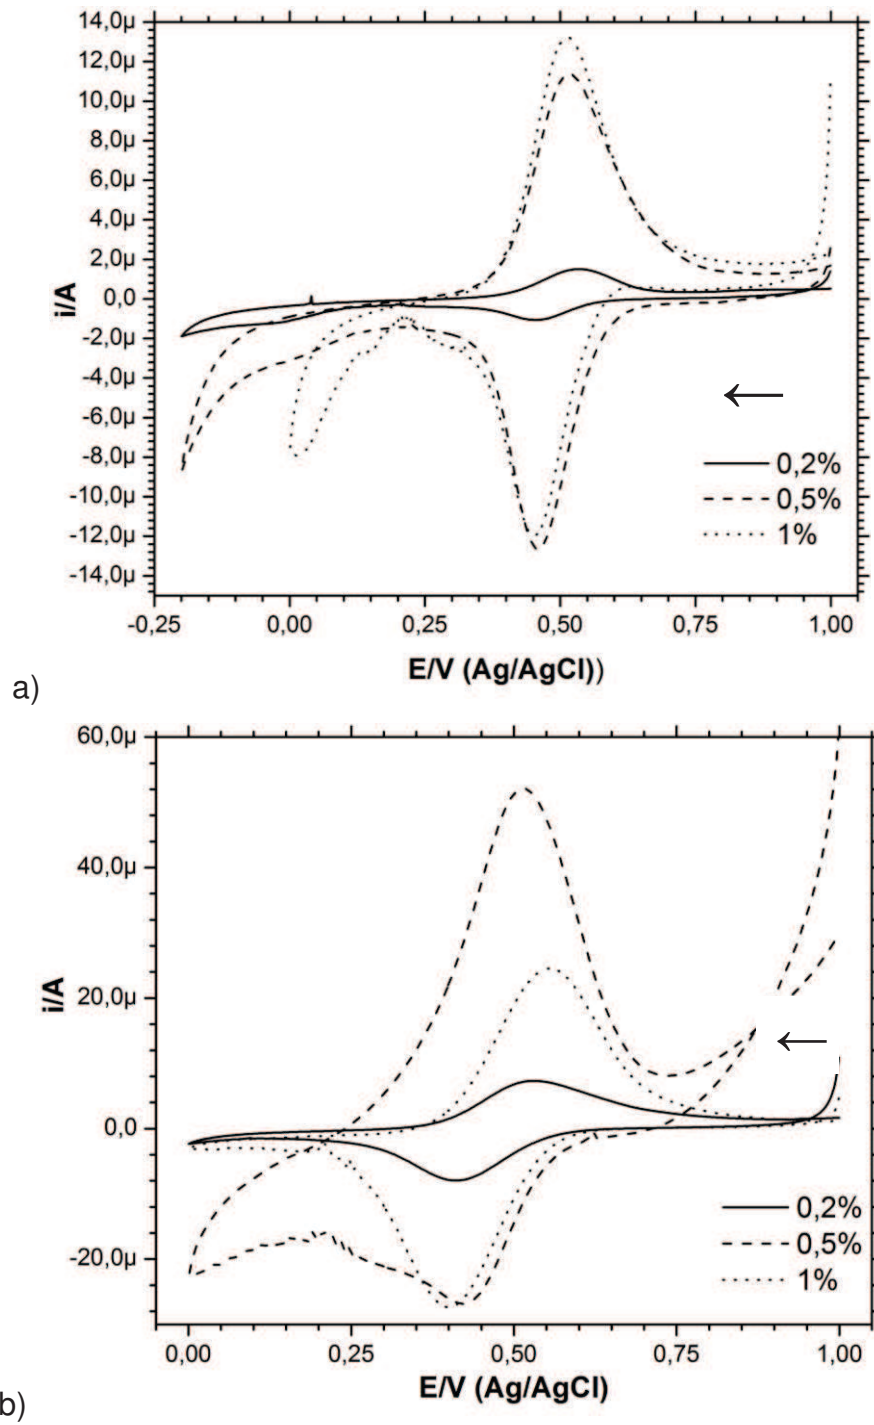 14,0µ
12,0µ
10,0µ
8,0µ
6,0µ
4,0µ
2,0µ
0,0
-2,0µ
-4,0µ
-6,0µ
-8,0µ
-10,0µ
-12,0µ
-14,0µ
i/A
0,2%
0,5%
1%
-0,25 0,00 0,25 0,50 0,75 1,00
E/V (Ag/AgCl))
a)
60,0µ
40,0µ
20,0µ
0,0
-20,0µ
i/A
0,2%
0,5%
1%
0,00 0,25 0,50 0,75 1,00
E/V (Ag/AgCl)
b)